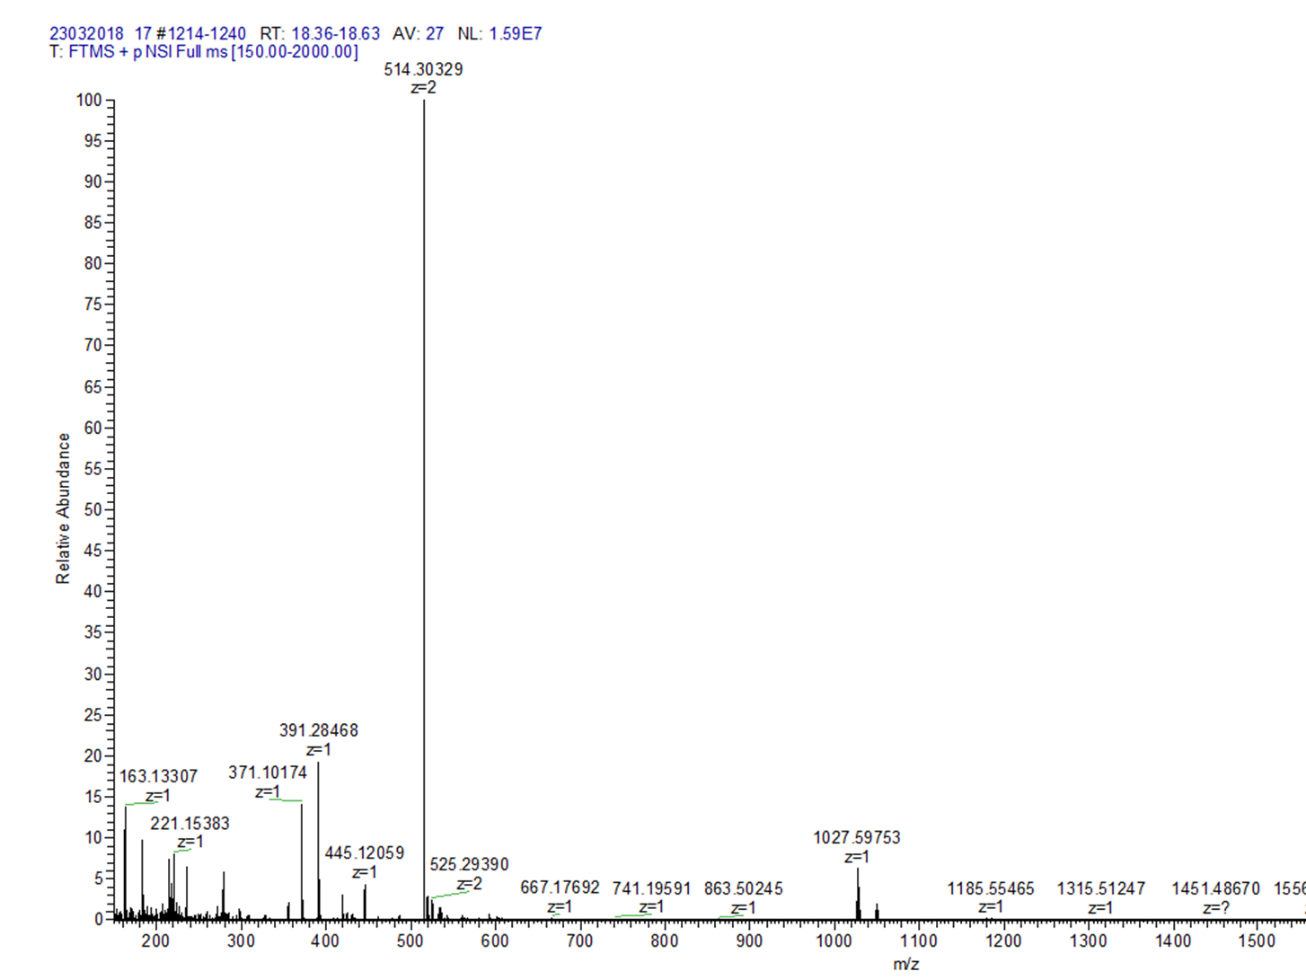 23032018 17 #1214-1240 RT: 18.36-18.63 AV: 27 NL: 1.59E7
T: FTMS + p NSI Full ms [150.00-2000.00]
514.30329
z=2
100
95
90
85
80
75
70
65
60
55
50
45
40
35
30
25
20
15
10
5
0
Relative Abundance
391.28468
z=1
163.13307
z=1
371.10174
z=1
221.15383
z=1
445.12059
z=1
525.29390
z=2
1027.59753
z=1
667.17692
z=1
741.19591
z=1
863.50245
z=1
1185.55465
z=1
1315.51247
z=1
1451.48670
z=?
200 300 400 500 600 700 800 900 1000 1100 1200 1300 1400 1500
m/z